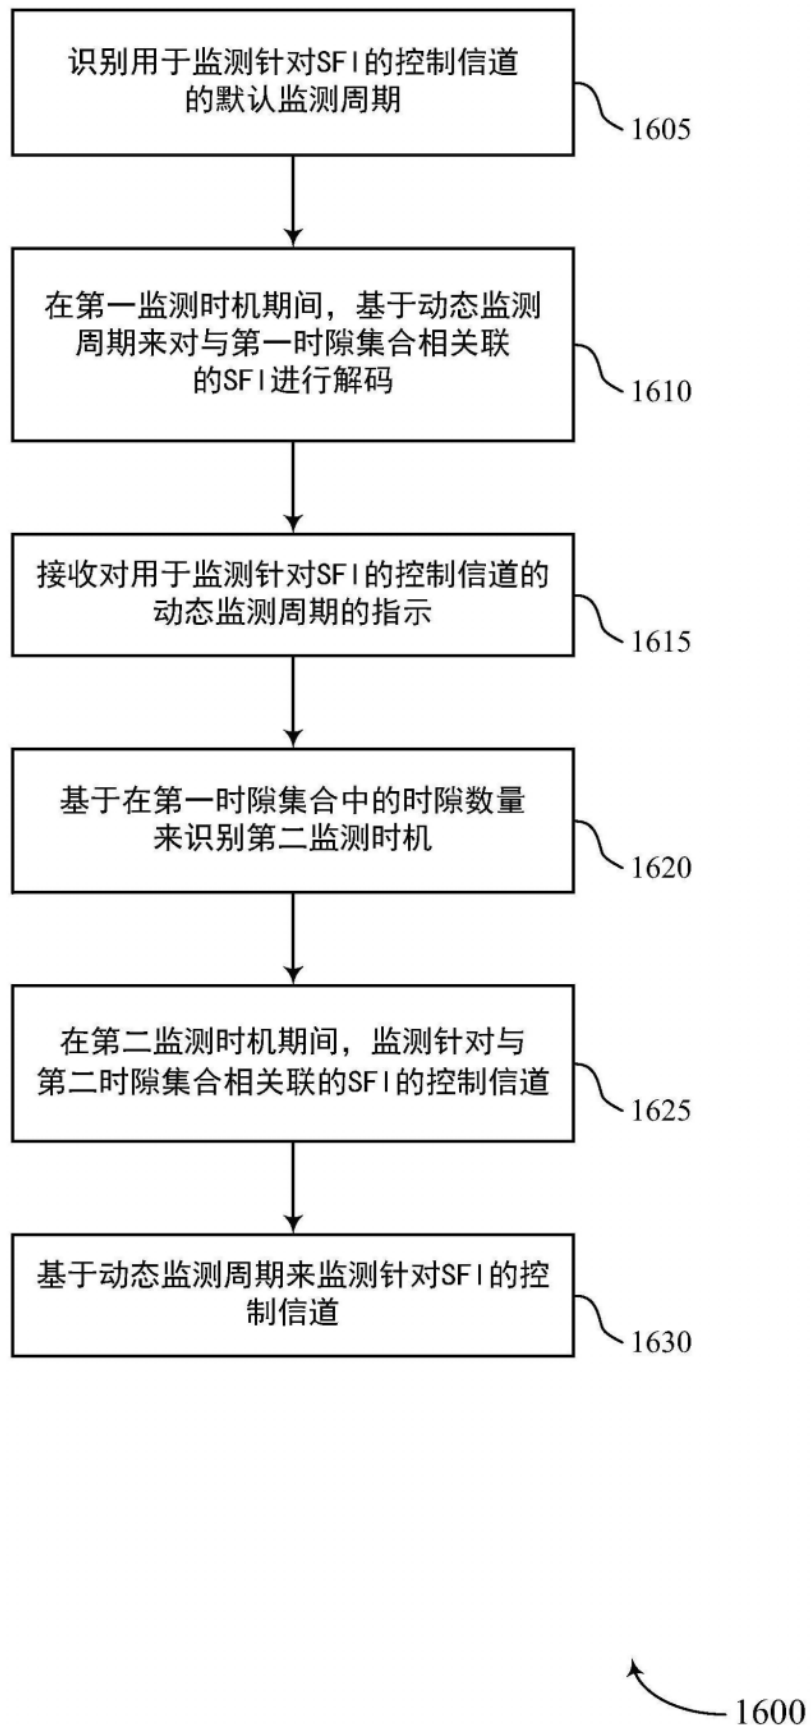 识别用于监测针对SFI的控制信道
的默认监测周期
1605
在第一监测时机期间，基于动态监测
周期来对与第一时隙集合相关联
的SFI进行解码
1610
接收对用于监测针对SFI的控制信道的
动态监测周期的指示
1615
基于在第一时隙集合中的时隙数量
来识别第二监测时机
1620
在第二监测时机期间，监测针对与
第二时隙集合相关联的SFI的控制信道
1625
基于动态监测周期来监测针对SFI的控
制信道
1630
1600